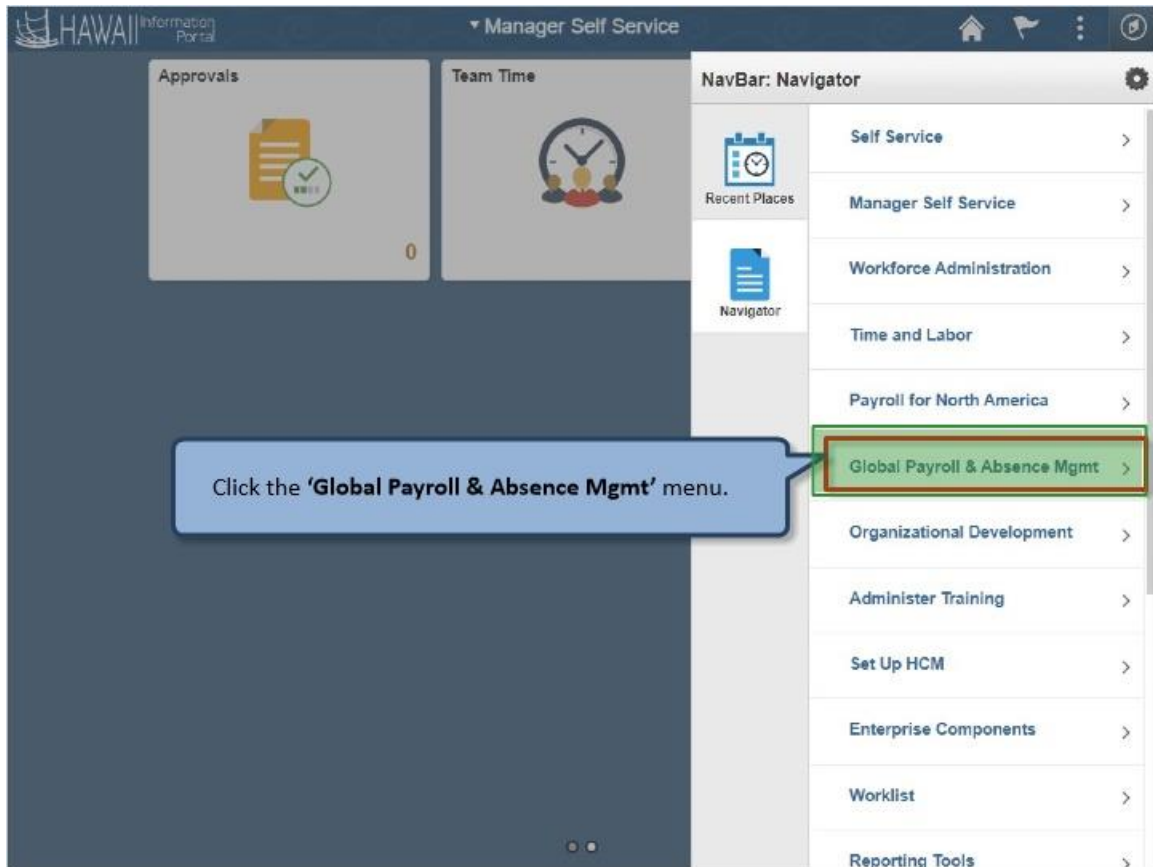 HAWAII Information
Portal
Manager Self Service
Approvals
0
Team Time
NavBar: Navigator
Recent Places
Navigator
Self Service
Manager Self Service
Workforce Administration
Time and Labor
Payroll for North America
Global Payroll & Absence Mgmt
Organizational Development
Administer Training
Set Up HCM
Enterprise Components
Worklist
Reporting Tools
Click the 'Global Payroll & Absence Mgmt' menu.